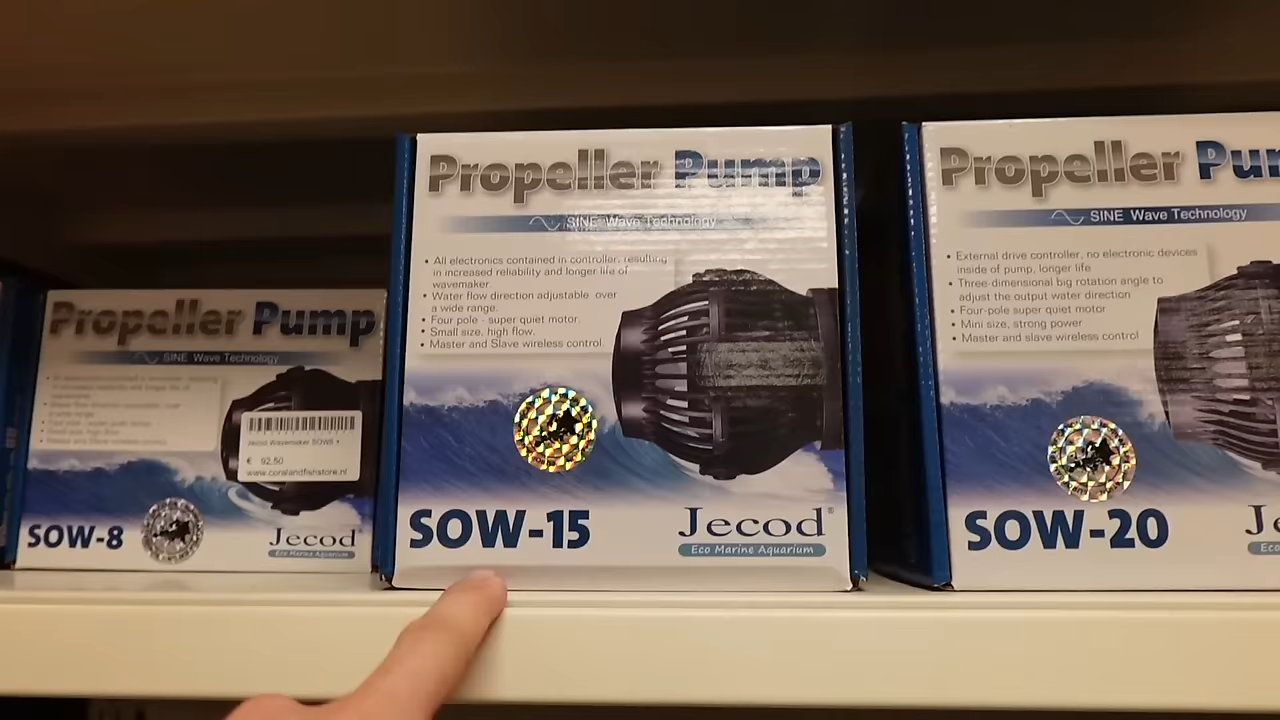 Propeller Pump
SINE Wave Technology
Jecod Wavemaker SOW8 +
€ 92.50
www.coralandfishstore.nl
SOW-8
Jecod
Eco Marine Aquarium
Propeller Pump
SINE Wave Technology
• All electronics contained in controller, resulting
in increased reliability and longer life of
wavemaker.
• Water flow direction adjustable over
a wide range.
• Four pole - super quiet motor.
• Small size, high flow.
• Master and Slave wireless control.
SOW-15
Jecod®
Eco Marine Aquarium
Propeller Pum
SINE Wave Technology
• External drive controller, no electronic devices
inside of pump, longer life
• Three-dimensional big rotation angle to
adjust the output water direction
• Four-pole super quiet motor
• Mini size, strong power
• Master and slave wireless control
SOW-20
Je
Eco